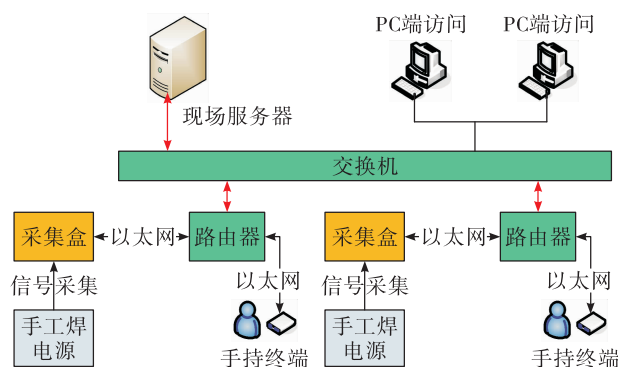 PC端访问
PC端访问
现场服务器
交换机
采集盒
以太网
路由器
采集盒
以太网
路由器
信号采集
以太网
信号采集
以太网
手工焊
电源
手持终端
手工焊
电源
手持终端